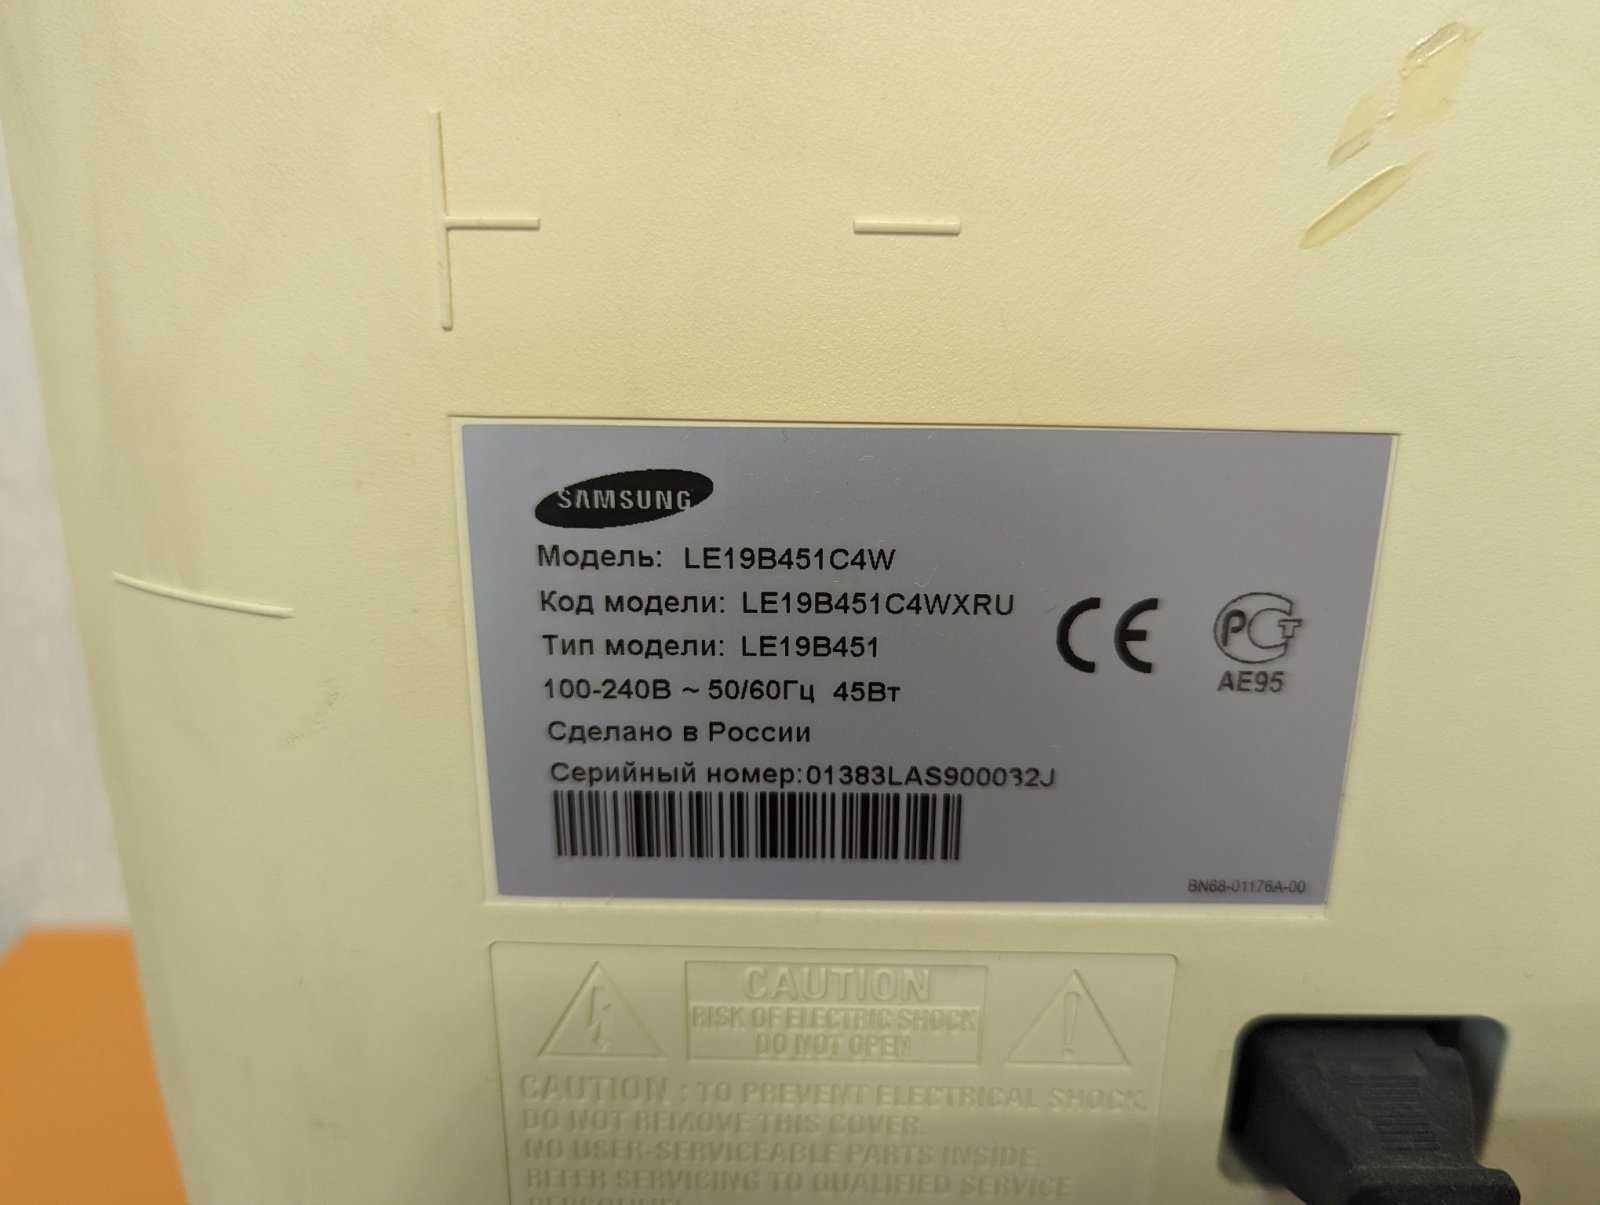 SAMSUNG
Модель: LE19B451C4W
Код модели: LE19B451C4WXRU
Тип модели: LE19B451
100-240В ~ 50/60Гц 45Вт
Сделано в России
Серийный номер:01383LAS900032J
CE
РСТ
АЕ95
BN68-01176A-00
CAUTION
RISK OF ELECTRIC SHOCK
DO NOT OPEN
CAUTION : TO PREVENT ELECTRICAL SHOCK,
DO NOT REMOVE THIS COVER.
NO USER-SERVICEABLE PARTS INSIDE.
REFER SERVICING TO QUALIFIED SERVICE